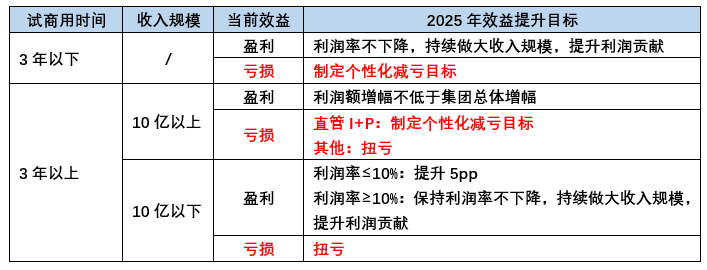 试商用时间 收入规模 当前效益 2025 年效益提升目标
3 年以下 / 盈利 利润率不下降，持续做大收入规模，提升利润贡献
亏损 制定个性化减亏目标
3 年以上 10 亿以上 盈利 利润额增幅不低于集团总体增幅
亏损 直管 I+P：制定个性化减亏目标
其他：扭亏
10 亿以下 盈利 利润率≤10%：提升 5pp
利润率≥10%：保持利润率不下降，持续做大收入规模，
提升利润贡献
亏损 扭亏